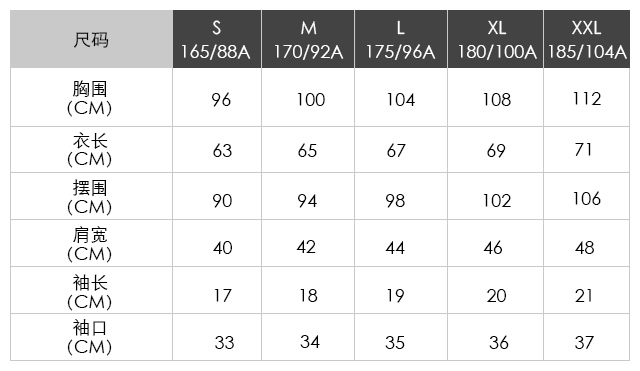 尺码 S M L XL XXL
165/88A 170/92A 175/96A 180/100A 185/104A
胸围
(CM) 96 100 104 108 112
衣长
(CM) 63 65 67 69 71
摆围
(CM) 90 94 98 102 106
肩宽
(CM) 40 42 44 46 48
袖长
(CM) 17 18 19 20 21
袖口
(CM) 33 34 35 36 37